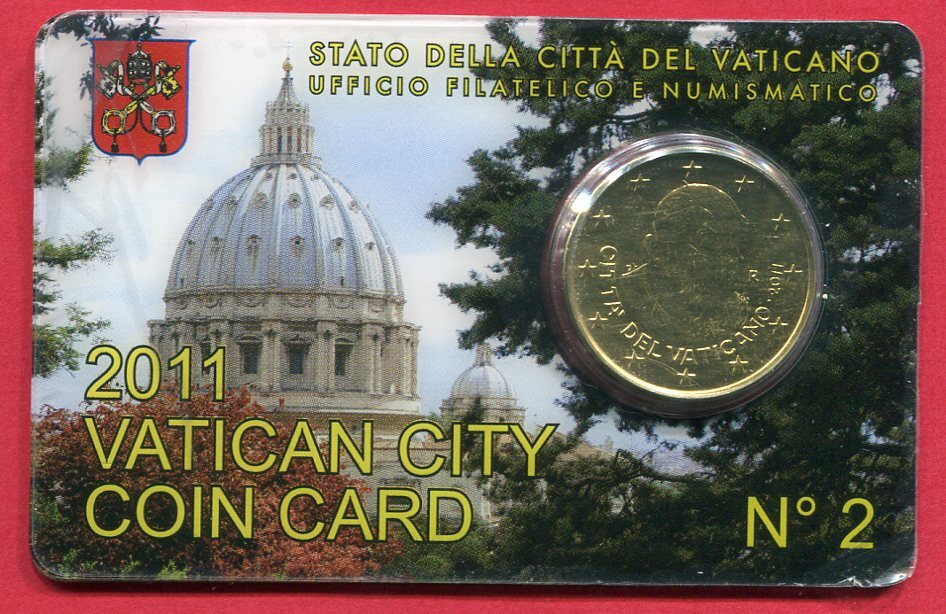 STATO DELLA CITTÀ DEL VATICANO
UFFICIO FILATELICO E NUMISMATICO
CITTA' DEL VATICANO 2011
R
2011
VATICAN CITY
COIN CARD
N° 2